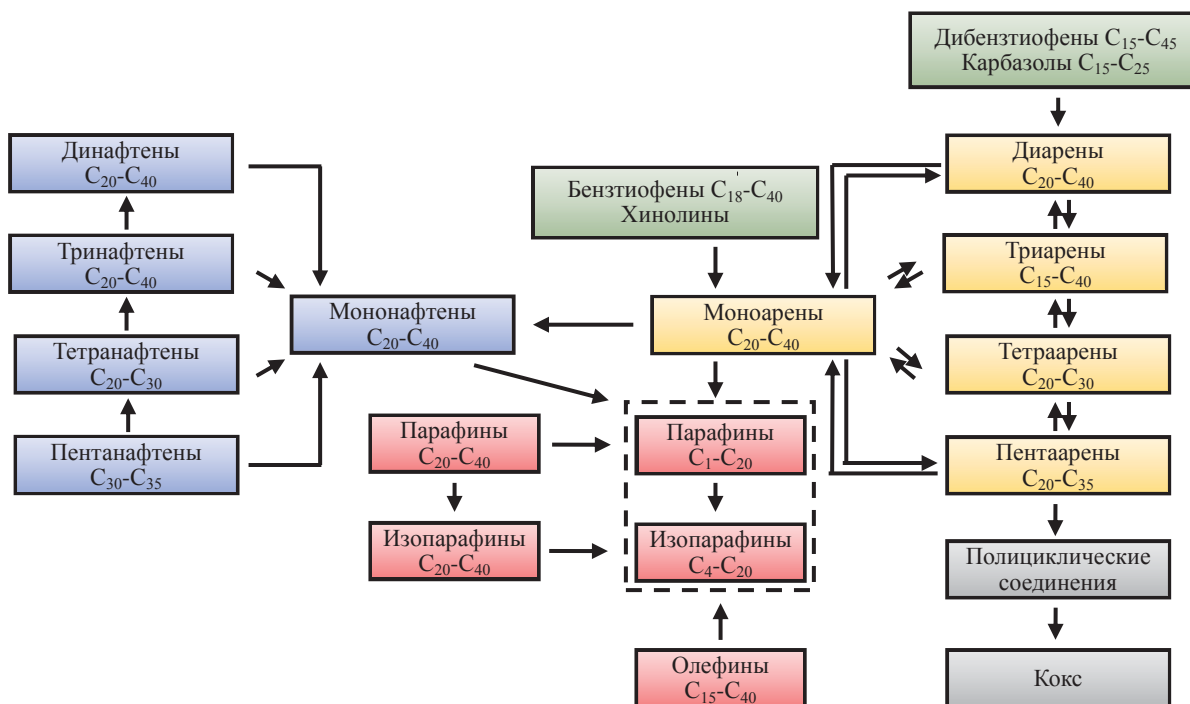 Дибензтиофены C₁₅-C₄₅
Карбазолы C₁₅-C₂₅
Динафтены
C₂₀-C₄₀
Тринафтены
C₂₀-C₄₀
Тетранафтены
C₂₀-C₃₀
Пентанафтены
C₃₀-C₃₅
Мононафтены
C₂₀-C₄₀
Бензтиофены C₁₈-C₄₀
Хинолины
Моноарены
C₂₀-C₄₀
Парафины
C₂₀-C₄₀
Изопарафины
C₂₀-C₄₀
Парафины
C₁-C₂₀
Изопарафины
C₄-C₂₀
Олефины
C₁₅-C₄₀
Диарены
C₂₀-C₄₀
Триарены
C₁₅-C₄₀
Тетраарены
C₂₀-C₃₀
Пентаарены
C₂₀-C₃₅
Полициклические
соединения
Кокс